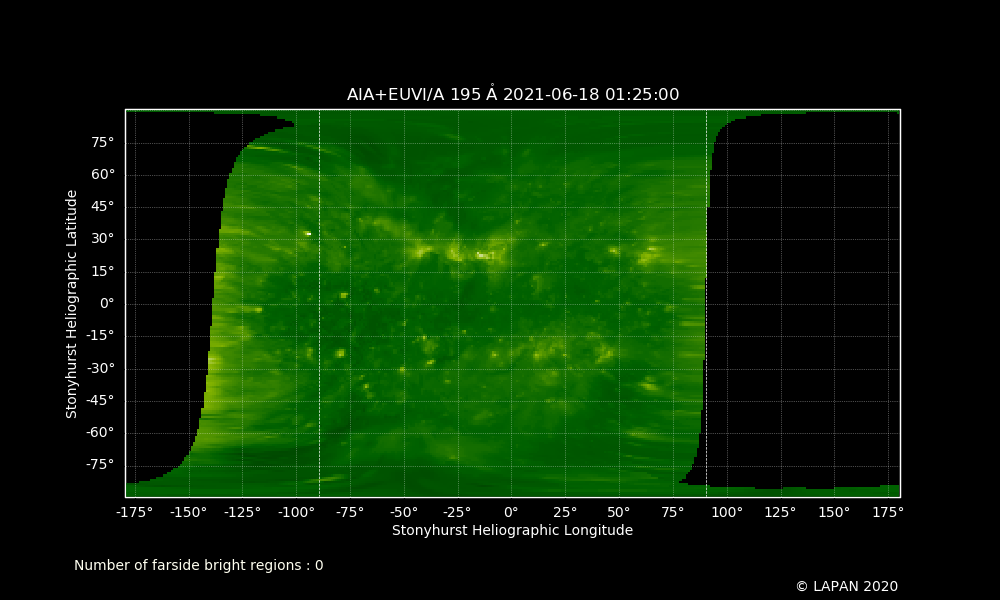 AIA+EUVI/A 195 Å 2021-06-18 01:25:00
Stonyhurst Heliographic Latitude
75°
60°
45°
30°
15°
0°
-15°
-30°
-45°
-60°
-75°
-175° -150° -125° -100° -75° -50° -25° 0° 25° 50° 75° 100° 125° 150° 175°
Stonyhurst Heliographic Longitude
Number of farside bright regions : 0
© LAPAN 2020